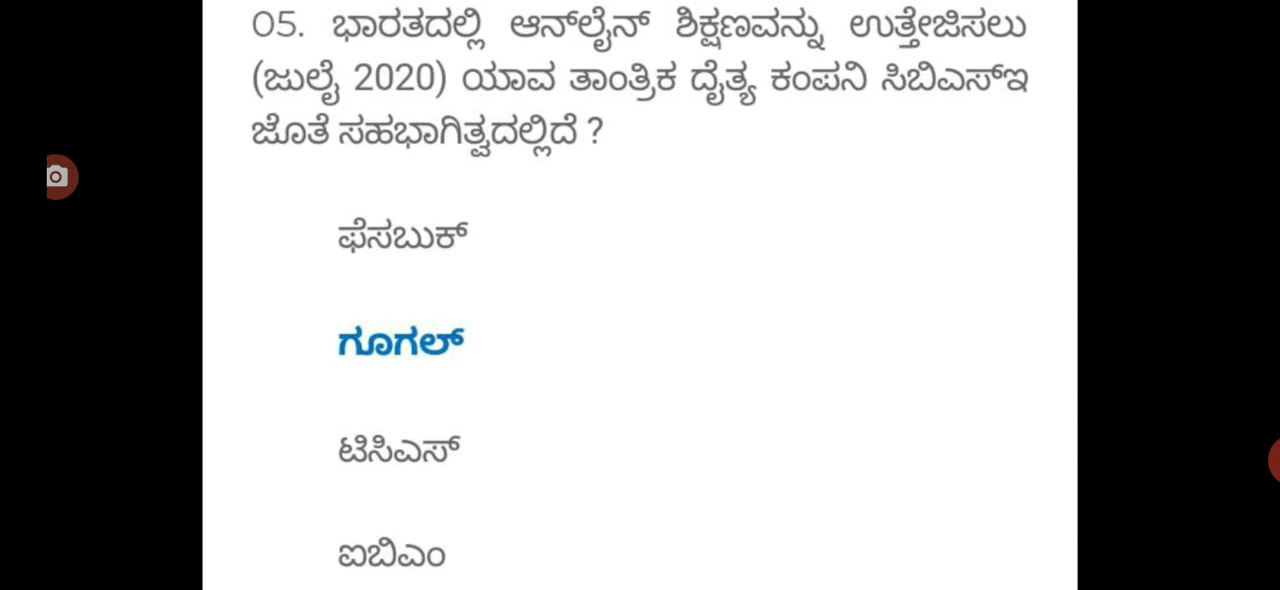 05. ಭಾರತದಲ್ಲಿ ಆನ್‌ಲೈನ್ ಶಿಕ್ಷಣವನ್ನು ಉತ್ತೇಜಿಸಲು
(ಜುಲೈ 2020) ಯಾವ ತಾಂತ್ರಿಕ ದೈತ್ಯ ಕಂಪನಿ ಸಿಬಿಎಸ್‌ಇ
ಜೊತೆ ಸಹಭಾಗಿತ್ವದಲ್ಲಿದೆ ?
ಫೆಸಬುಕ್
ಗೂಗಲ್
ಟಿಸಿಎಸ್
ಐಬಿಎಂ